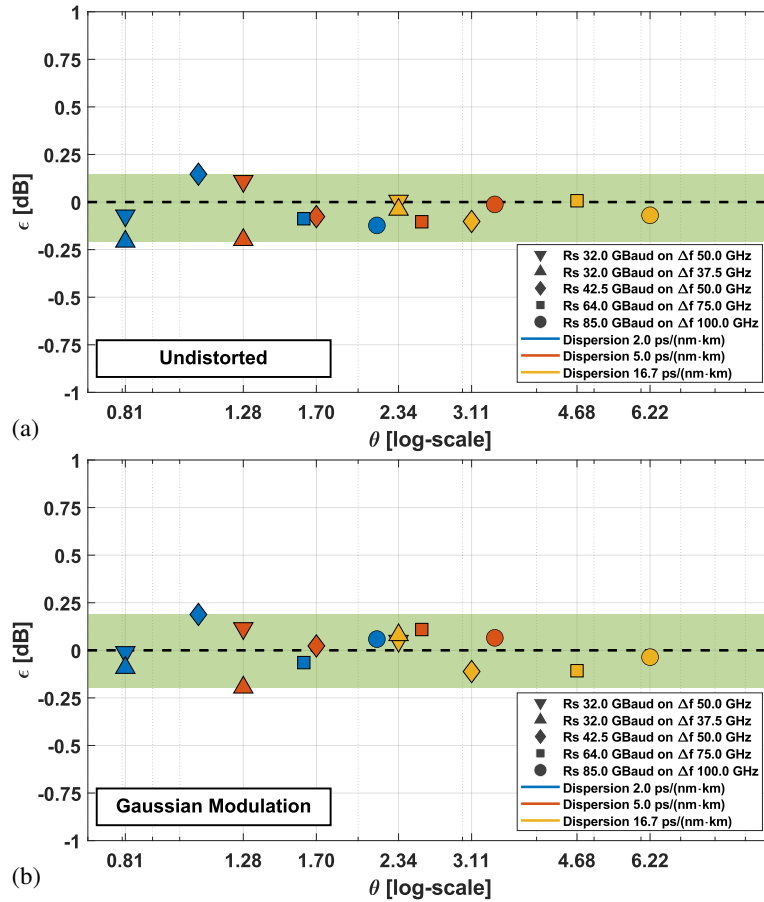 1
0.75
0.5
0.25
0
-0.25
-0.5
-0.75
-1
ϵ [dB]
Rs 32.0 GBaud on Δf 50.0 GHz
Rs 32.0 GBaud on Δf 37.5 GHz
Rs 42.5 GBaud on Δf 50.0 GHz
Rs 64.0 GBaud on Δf 75.0 GHz
Rs 85.0 GBaud on Δf 100.0 GHz
Dispersion 2.0 ps/(nm·km)
Dispersion 5.0 ps/(nm·km)
Dispersion 16.7 ps/(nm·km)
Undistorted
0.81 1.28 1.70 2.34 3.11 4.68 6.22
θ [log-scale]
(a)
1
0.75
0.5
0.25
0
-0.25
-0.5
-0.75
-1
ϵ [dB]
Rs 32.0 GBaud on Δf 50.0 GHz
Rs 32.0 GBaud on Δf 37.5 GHz
Rs 42.5 GBaud on Δf 50.0 GHz
Rs 64.0 GBaud on Δf 75.0 GHz
Rs 85.0 GBaud on Δf 100.0 GHz
Dispersion 2.0 ps/(nm·km)
Dispersion 5.0 ps/(nm·km)
Dispersion 16.7 ps/(nm·km)
Gaussian Modulation
0.81 1.28 1.70 2.34 3.11 4.68 6.22
θ [log-scale]
(b)